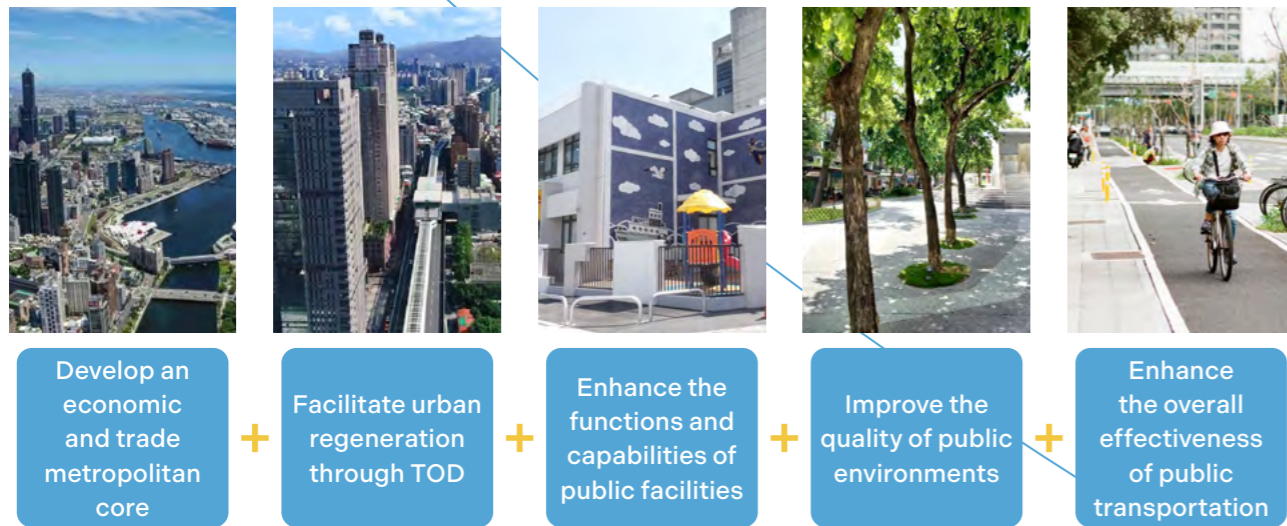 Develop an
economic
and trade
metropolitan
core
+
Facilitate urban
regeneration
through TOD
+
Enhance the
functions and
capabilities of
public facilities
+
Improve the
quality of public
environments
+
Enhance
the overall
effectiveness
of public
transportation